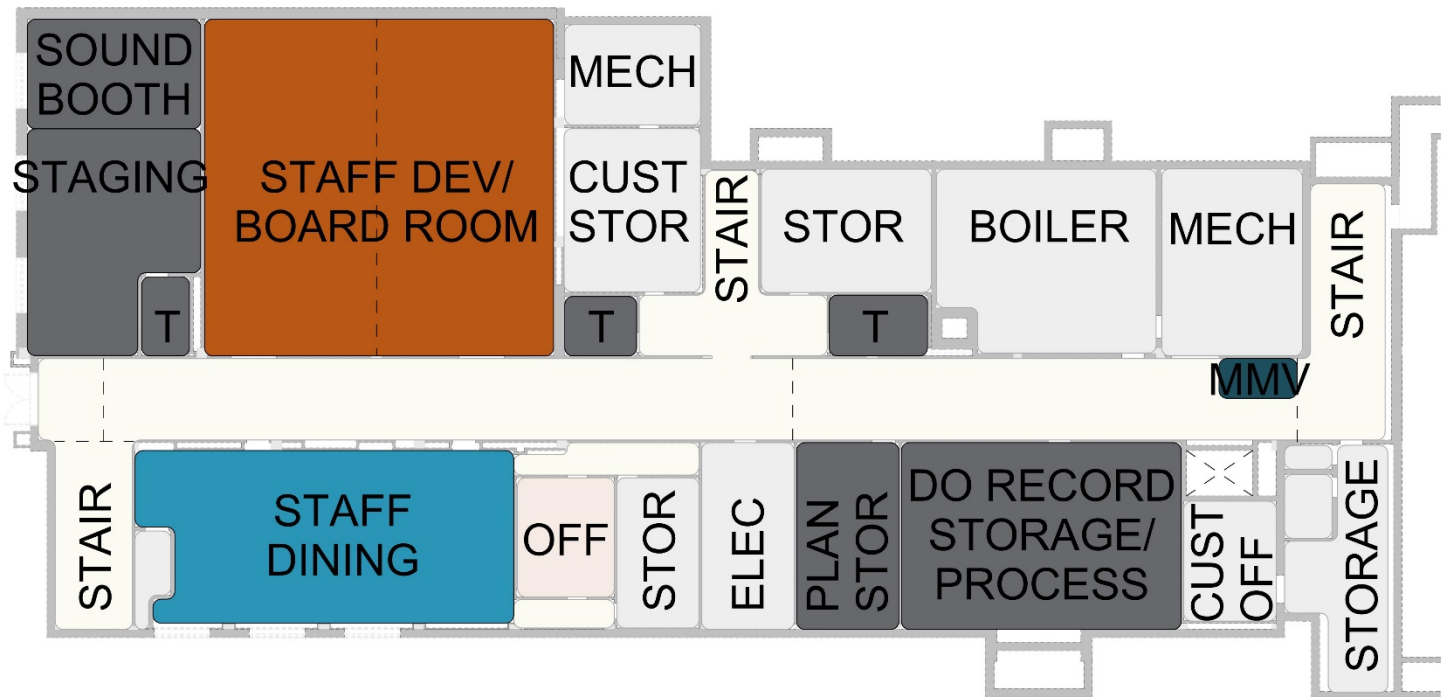 SOUND
BOOTH
STAGING
T
STAFF DEV/
BOARD ROOM
MECH
CUST
STOR
T
STAIR
STOR
T
BOILER
MECH
STAIR
MMV
STAIR
STAFF
DINING
OFF
STOR
ELEC
PLAN
STOR
DO RECORD
STORAGE/
PROCESS
CUST
OFF
STORAGE